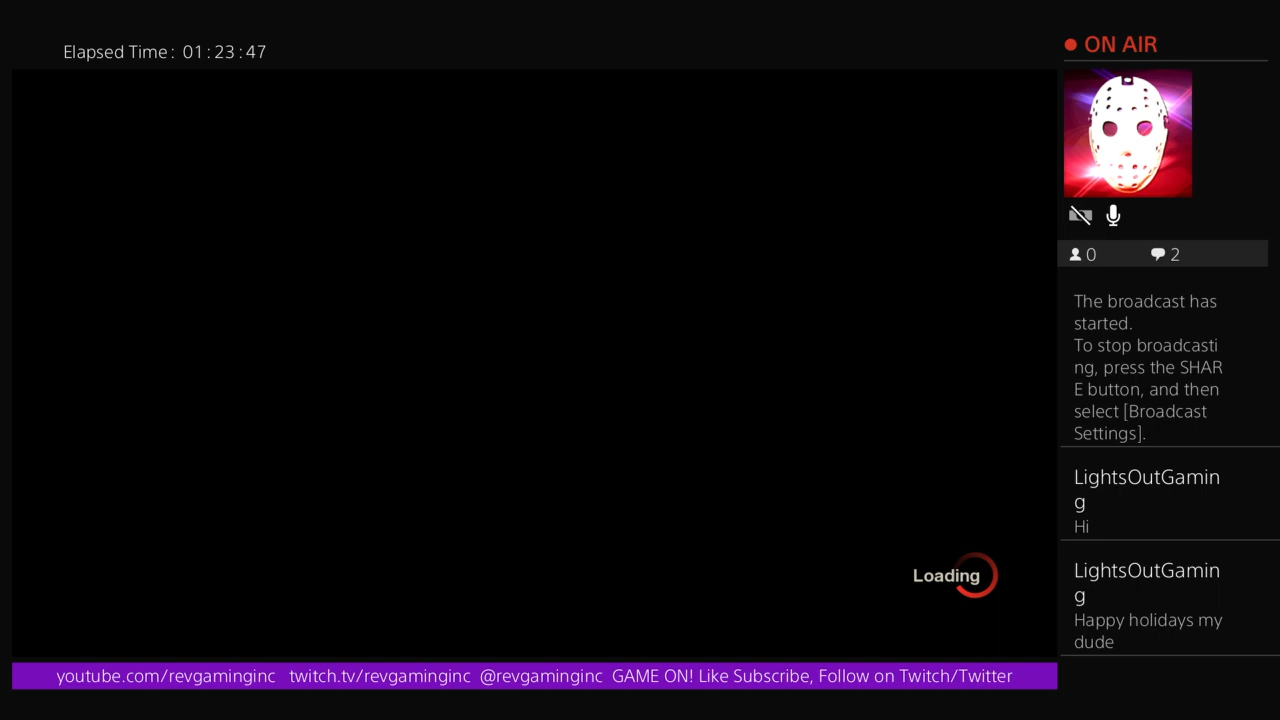 Elapsed Time: 01:23:47
ON AIR
0 2
The broadcast has
started.
To stop broadcasti
ng, press the SHAR
E button, and then
select [Broadcast
Settings].
LightsOutGamin
g
Hi
LightsOutGamin
g
Happy holidays my
dude
Loading
youtube.com/revgaminginc twitch.tv/revgaminginc @revgaminginc GAME ON! Like Subscribe, Follow on Twitch/Twitter